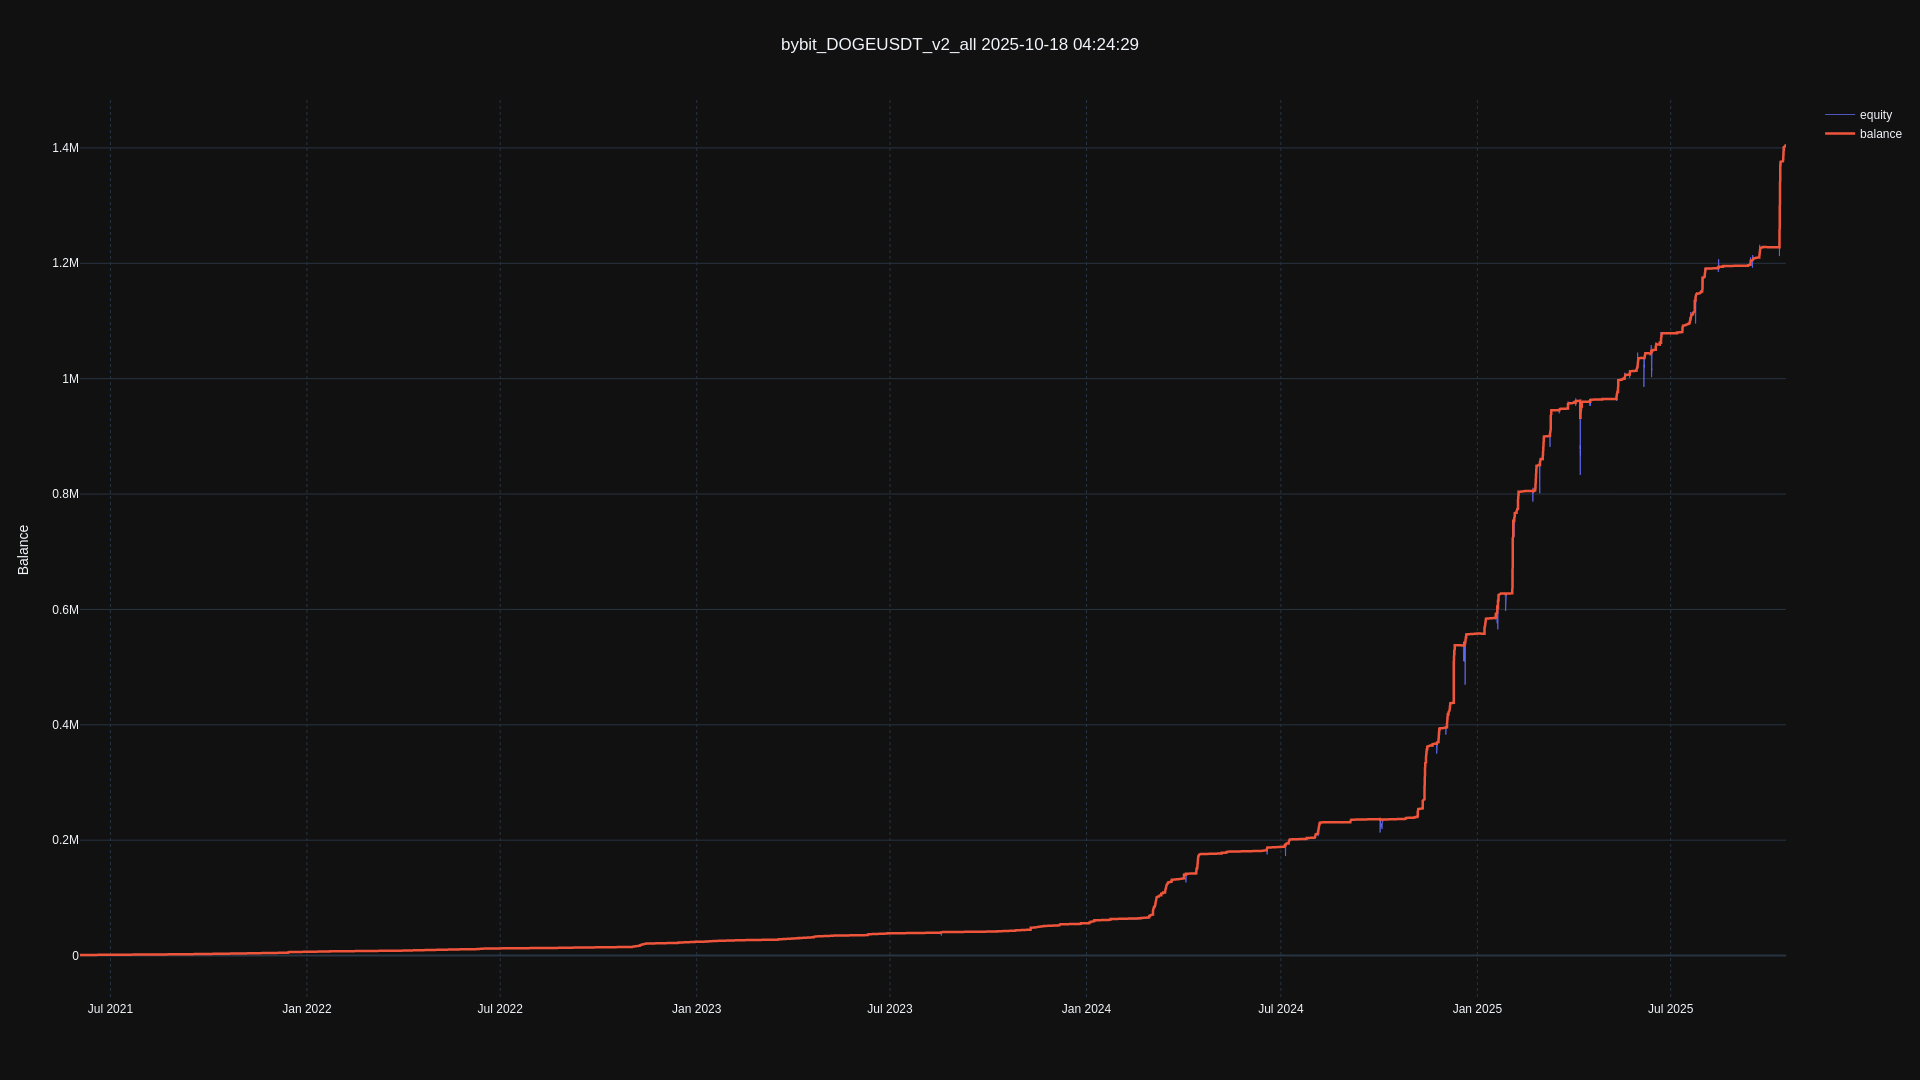 bybit_DOGEUSDT_v2_all 2025-10-18 04:24:29
equity
balance
1.4M
1.2M
1M
0.8M
0.6M
0.4M
0.2M
0
Balance
Jul 2021
Jan 2022
Jul 2022
Jan 2023
Jul 2023
Jan 2024
Jul 2024
Jan 2025
Jul 2025